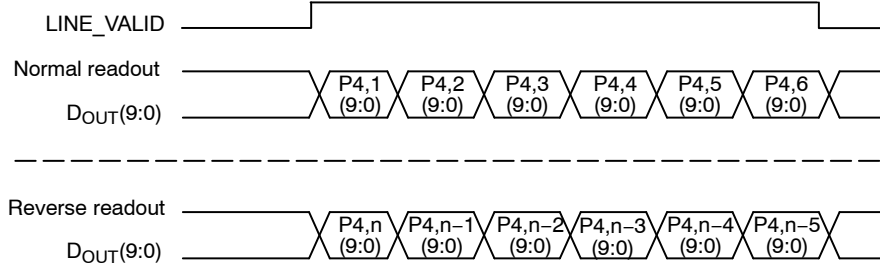 LINE_VALID
Normal readout
P4,1 P4,2 P4,3 P4,4 P4,5 P4,6
(9:0) (9:0) (9:0) (9:0) (9:0) (9:0)
DOUT(9:0)
Reverse readout
P4,n P4,n−1 P4,n−2 P4,n−3 P4,n−4 P4,n−5
(9:0) (9:0) (9:0) (9:0) (9:0) (9:0)
DOUT(9:0)